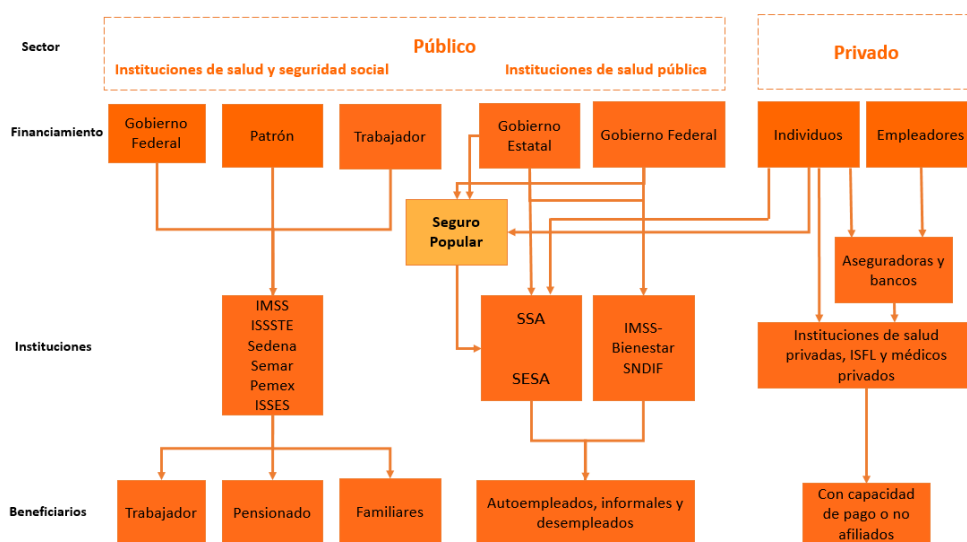 Sector
Público
Instituciones de salud y seguridad social
Instituciones de salud pública
Privado
Financiamiento
Gobierno
Federal
Patrón
Trabajador
Gobierno
Estatal
Gobierno Federal
Individuos
Empleadores
Seguro
Popular
Aseguradoras y
bancos
Instituciones
IMSS
ISSSTE
Sedena
Semar
Pemex
ISSES
SSA
SESA
IMSS-
Bienestar
SNDIF
Instituciones de salud
privadas, ISFL y médicos
privados
Beneficiarios
Trabajador
Pensionado
Familiares
Autoempleados, informales y
desempleados
Con capacidad
de pago o no
afiliados